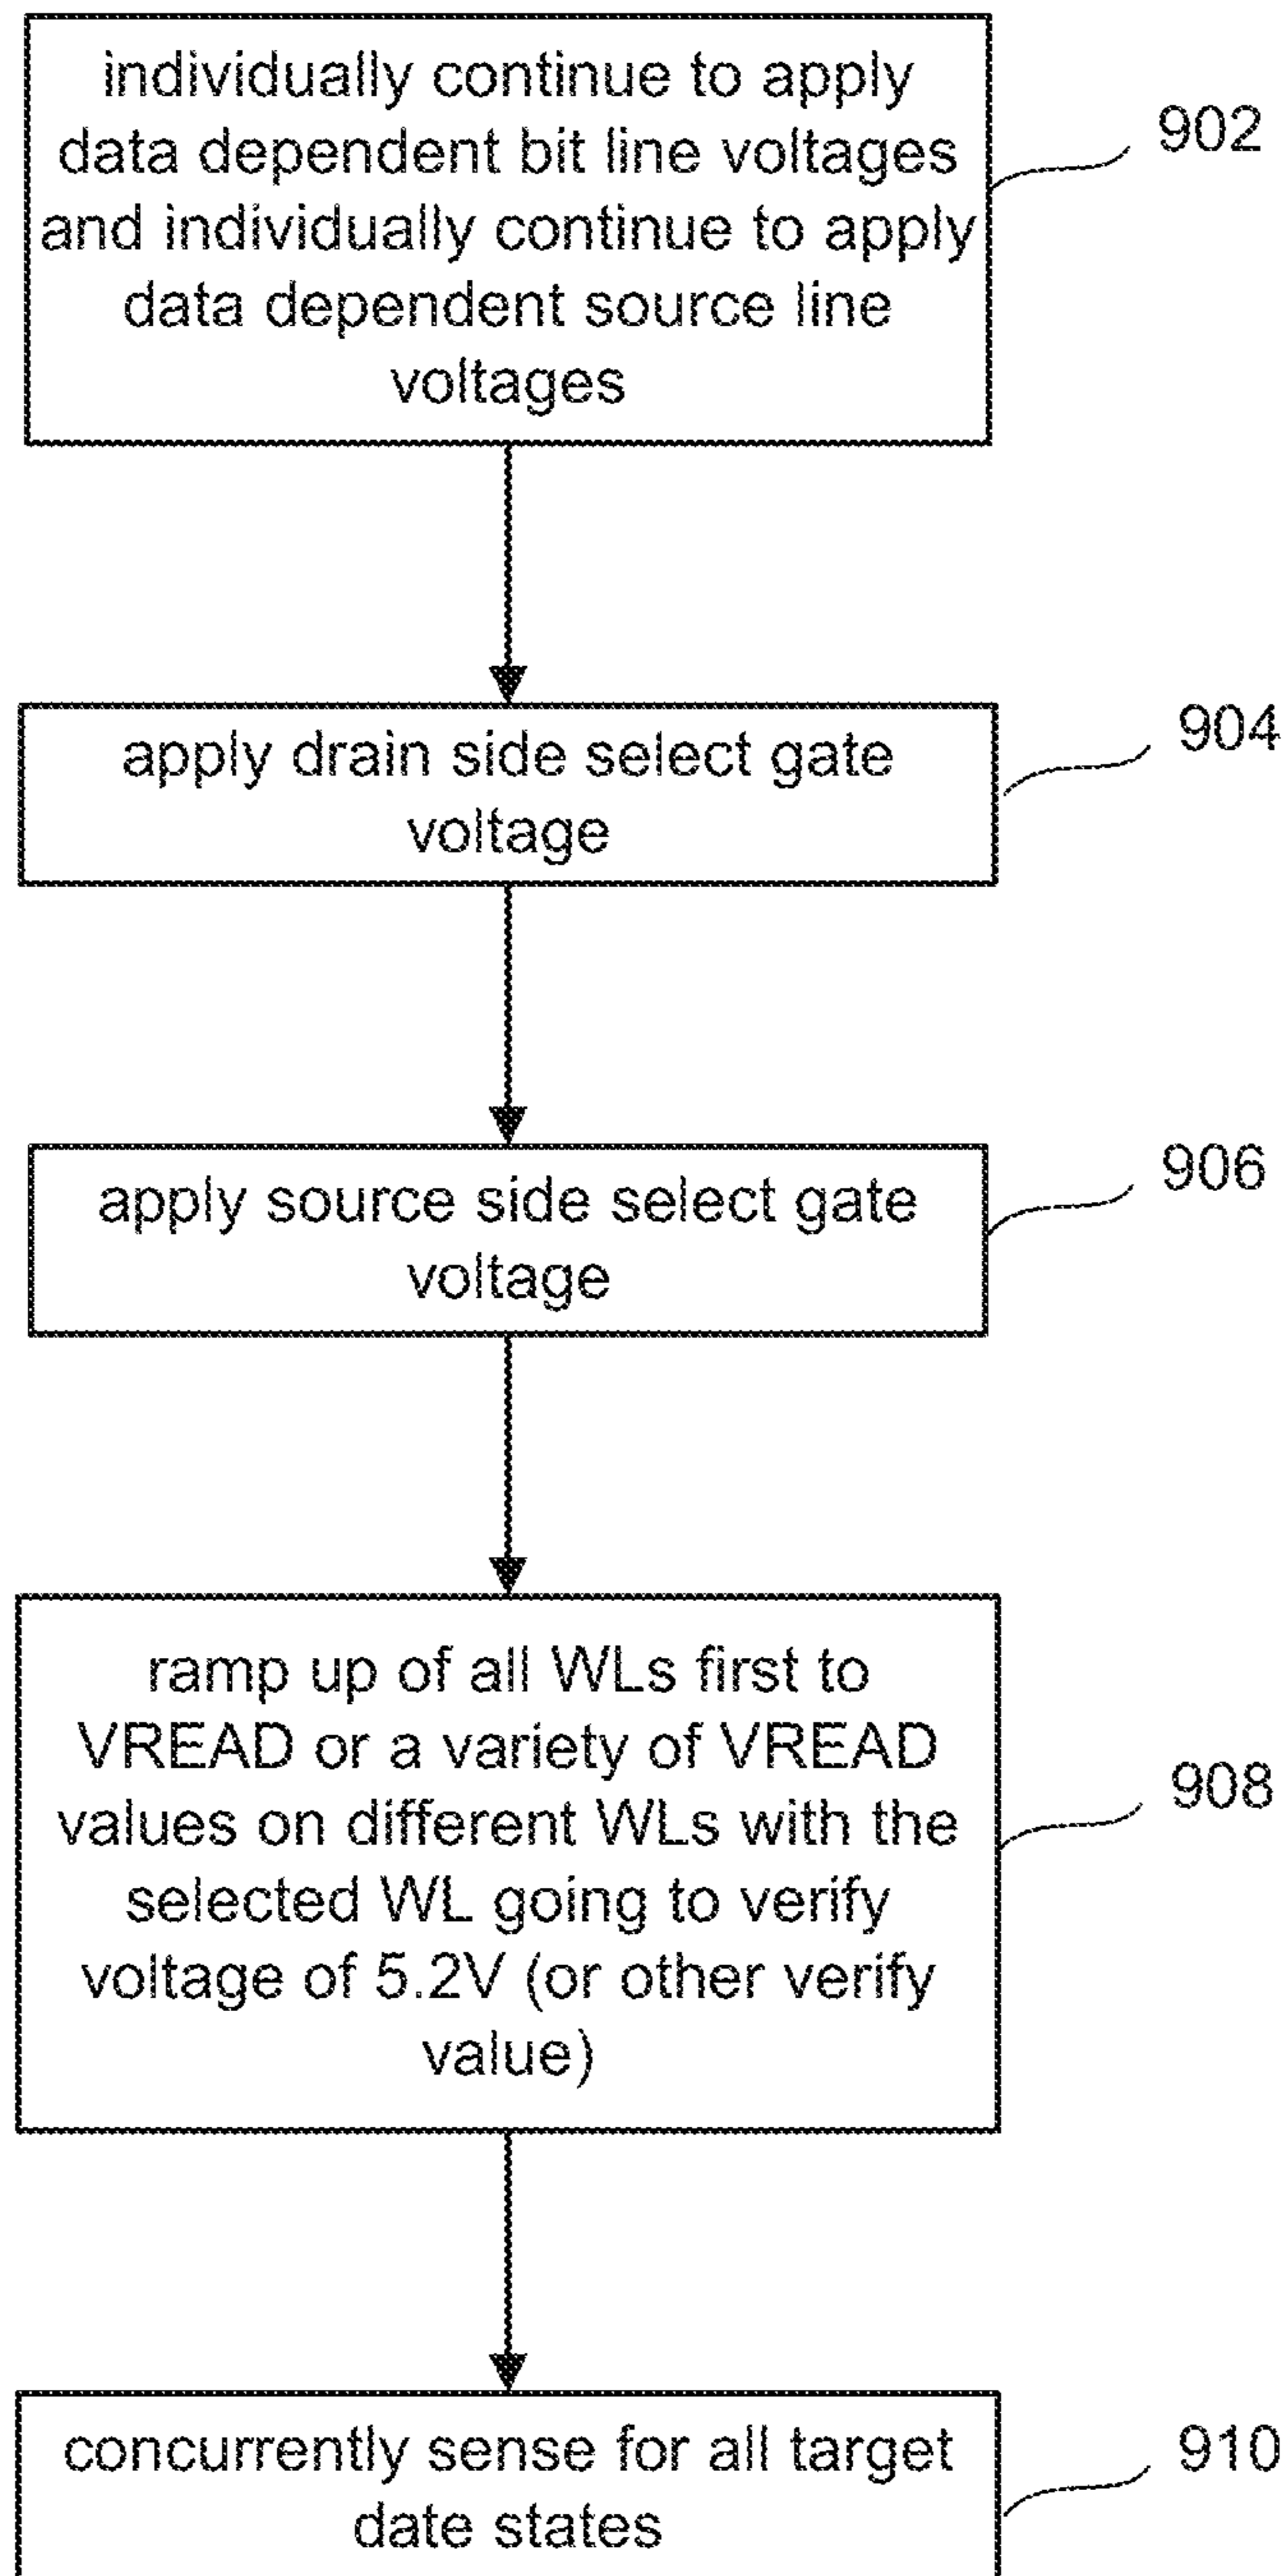 individually continue to apply
data dependent bit line voltages
and individually continue to apply
data dependent source line
voltages
902
apply drain side select gate
voltage
904
apply source side select gate
voltage
906
ramp up of all WLs first to
VREAD or a variety of VREAD
values on different WLs with the
selected WL going to verify
voltage of 5.2V (or other verify
value)
908
concurrently sense for all target
date states
910